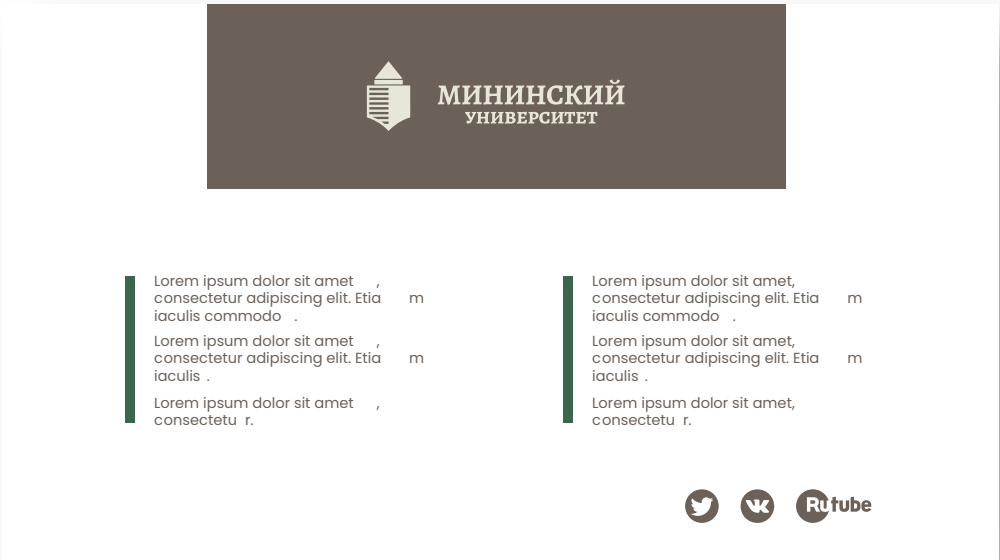 МИНИНСКИЙ
УНИВЕРСИТЕТ
Lorem ipsum dolor sit amet ,
consectetur adipiscing elit. Etia m
iaculis commodo .
Lorem ipsum dolor sit amet ,
consectetur adipiscing elit. Etia m
iaculis .
Lorem ipsum dolor sit amet ,
consectetu r.
Lorem ipsum dolor sit amet,
consectetur adipiscing elit. Etia m
iaculis commodo .
Lorem ipsum dolor sit amet,
consectetur adipiscing elit. Etia m
iaculis .
Lorem ipsum dolor sit amet,
consectetu r.
Rutube